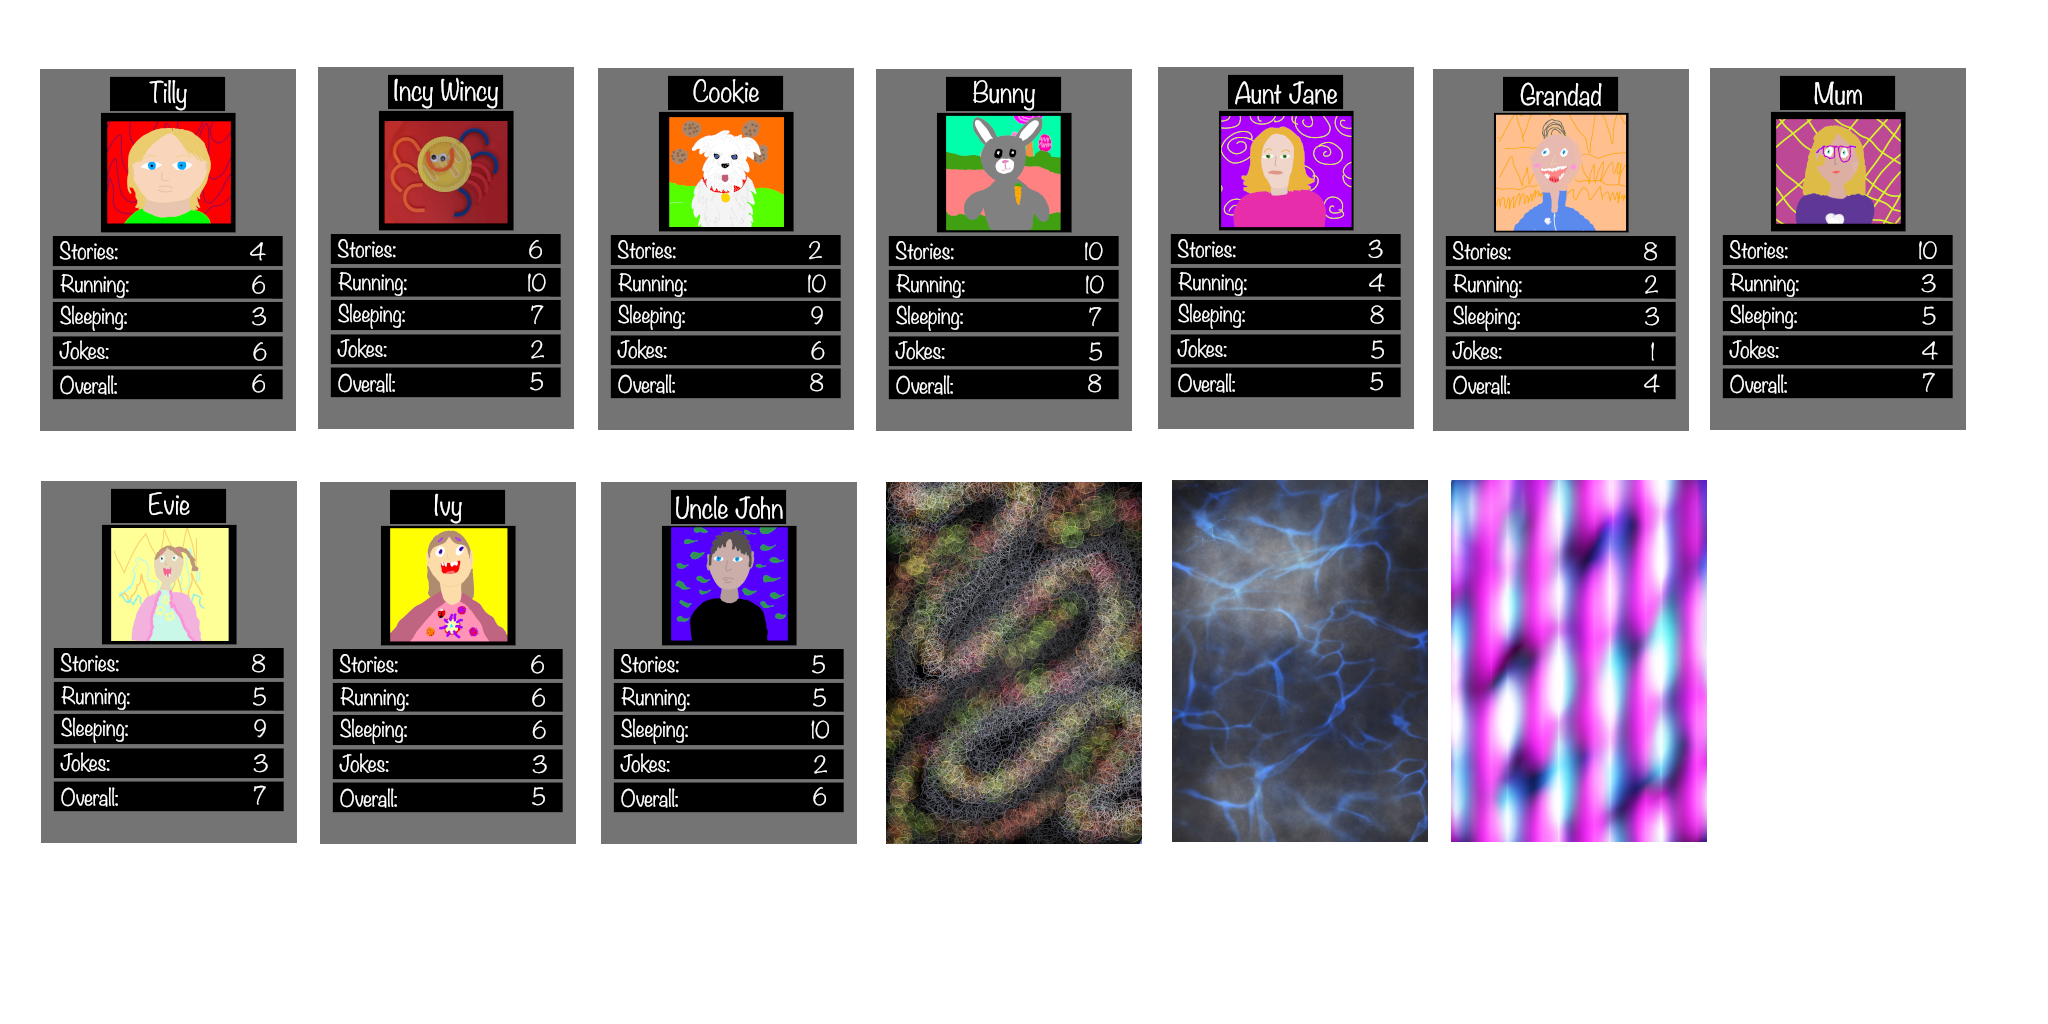 Tilly
Stories: 4
Running: 6
Sleeping: 3
Jokes: 6
Overall: 6
Incy Wincy
Stories: 6
Running: 10
Sleeping: 7
Jokes: 2
Overall: 5
Cookie
Stories: 2
Running: 10
Sleeping: 9
Jokes: 6
Overall: 8
Bunny
Stories: 10
Running: 10
Sleeping: 7
Jokes: 5
Overall: 8
Aunt Jane
Stories: 3
Running: 4
Sleeping: 8
Jokes: 5
Overall: 5
Grandad
Stories: 8
Running: 2
Sleeping: 3
Jokes: 1
Overall: 4
Mum
Stories: 10
Running: 3
Sleeping: 5
Jokes: 4
Overall: 7
Evie
Stories: 8
Running: 5
Sleeping: 9
Jokes: 3
Overall: 7
Ivy
Stories: 6
Running: 6
Sleeping: 6
Jokes: 3
Overall: 5
Uncle John
Stories: 5
Running: 5
Sleeping: 10
Jokes: 2
Overall: 6